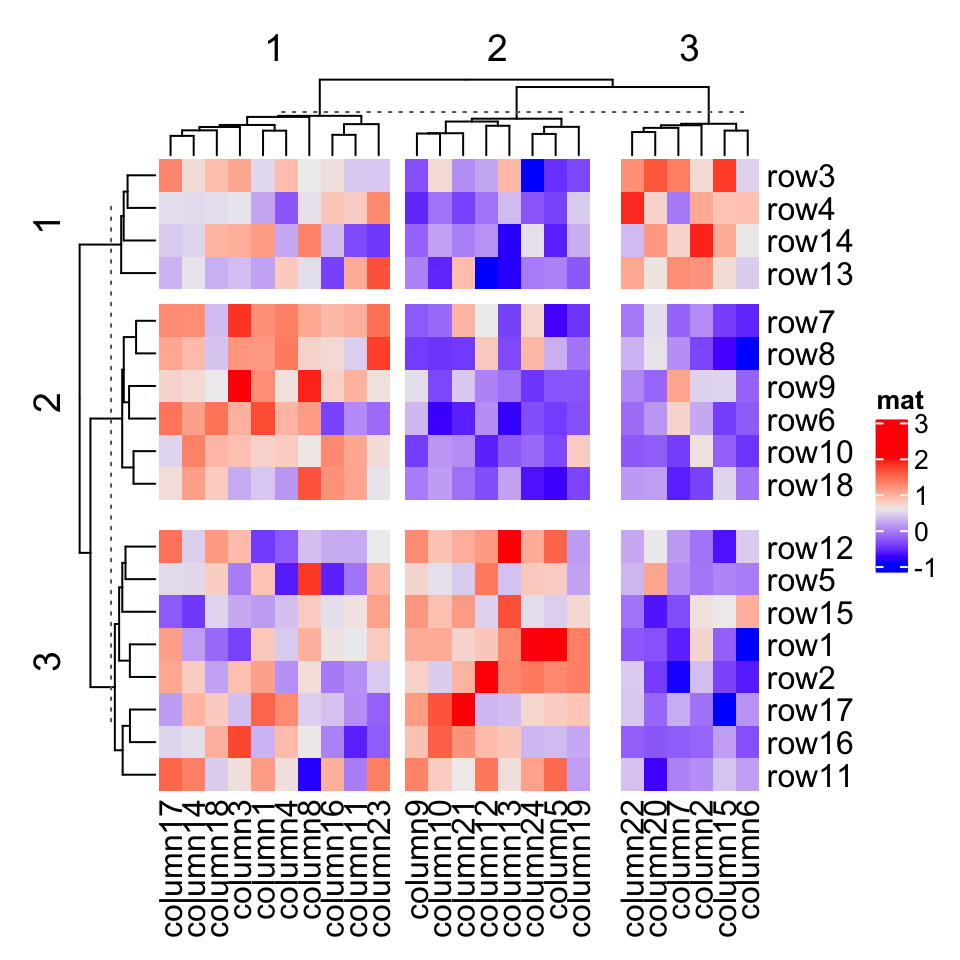 1 2 3
1
row3
row4
row14
row13
2
row7
row8
row9
row6
row10
row18
3
row12
row5
row15
row1
row2
row17
row16
row11
column17
column14
column18
column3
column1
column4
column8
column16
column11
column23
column9
column10
column21
column12
column13
column24
column5
column19
column22
column20
column7
column2
column15
column6
mat
3
2
1
0
-1